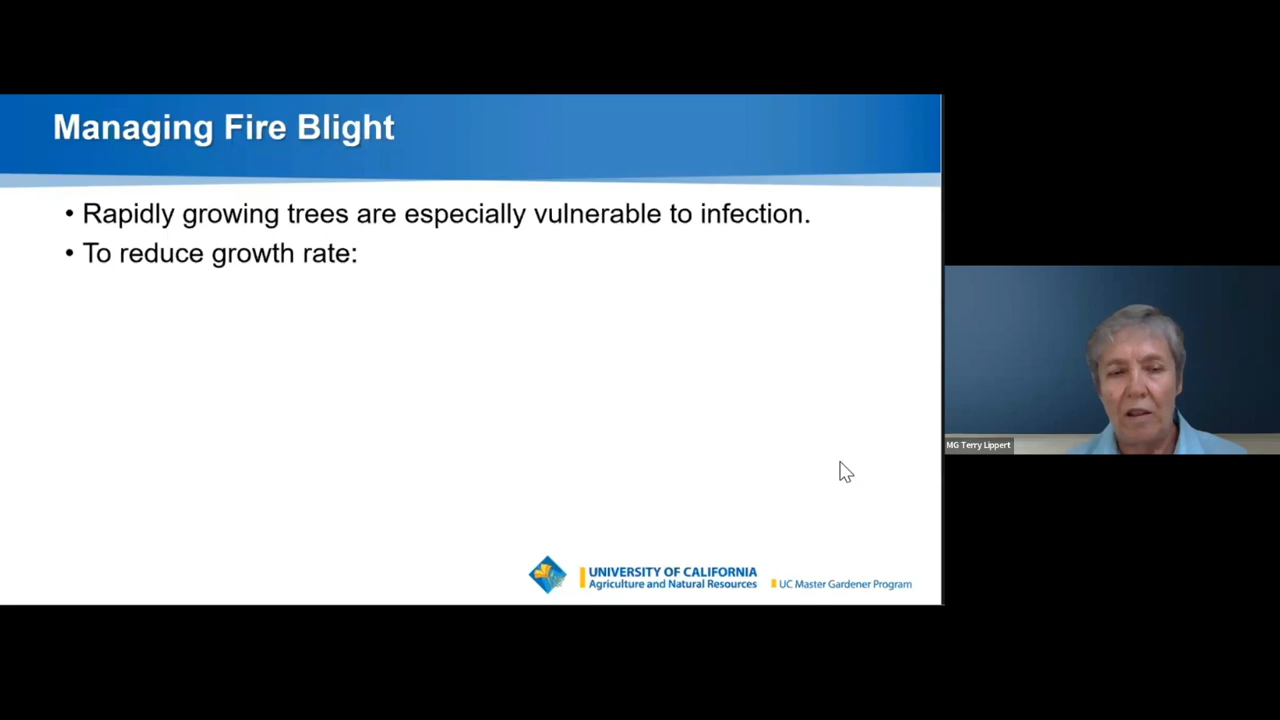 Managing Fire Blight
• Rapidly growing trees are especially vulnerable to infection.
• To reduce growth rate:
MG Terry Lippert
UNIVERSITY OF CALIFORNIA
Agriculture and Natural Resources
UC Master Gardener Program